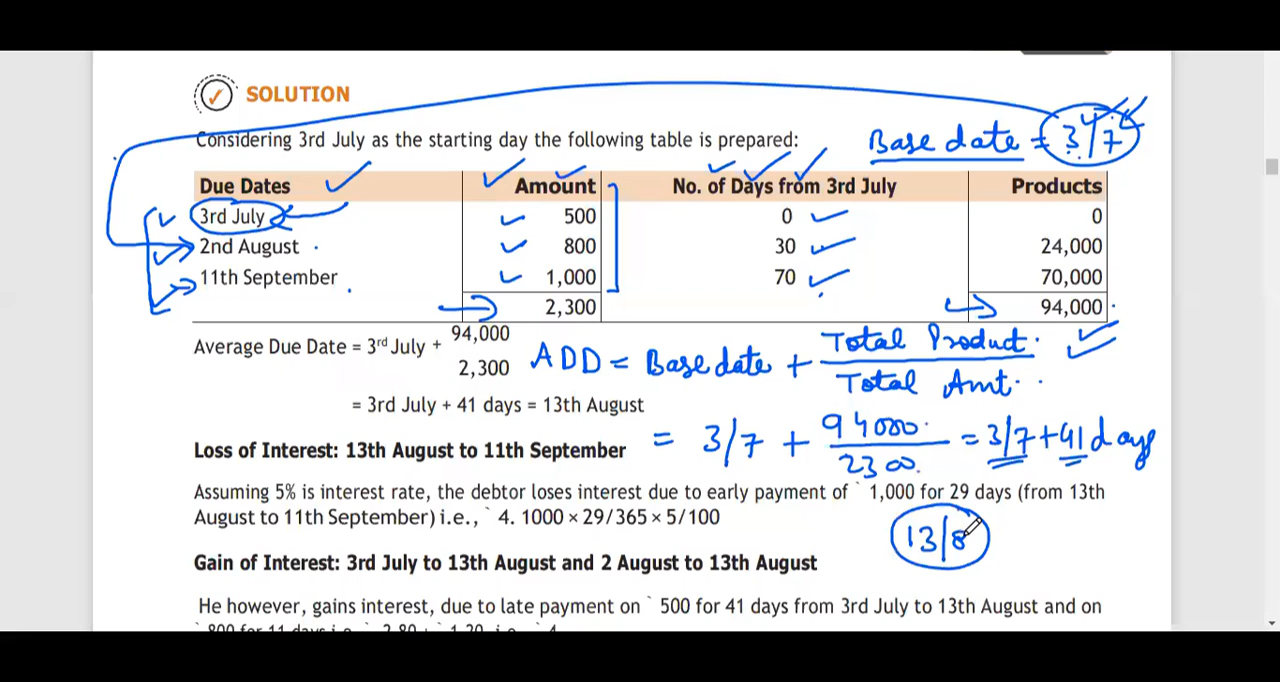 SOLUTION
Considering 3rd July as the starting day the following table is prepared:
Base date = 3/7
Due Dates Amount No. of Days from 3rd July Products
3rd July 500 0 0
2nd August 800 30 24,000
11th September 1,000 70 70,000
2,300 94,000
Average Due Date = 3rd July + 94,000
2,300
ADD = Base date + Total Product
Total Amt.
= 3rd July + 41 days = 13th August
= 3/7 + 94000 = 3/7 + 41 days
2300
Loss of Interest: 13th August to 11th September
Assuming 5% is interest rate, the debtor loses interest due to early payment of ` 1,000 for 29 days (from 13th
August to 11th September) i.e., ` 4. 1000 × 29/365 × 5/100
13/8
Gain of Interest: 3rd July to 13th August and 2 August to 13th August
He however, gains interest, due to late payment on ` 500 for 41 days from 3rd July to 13th August and on